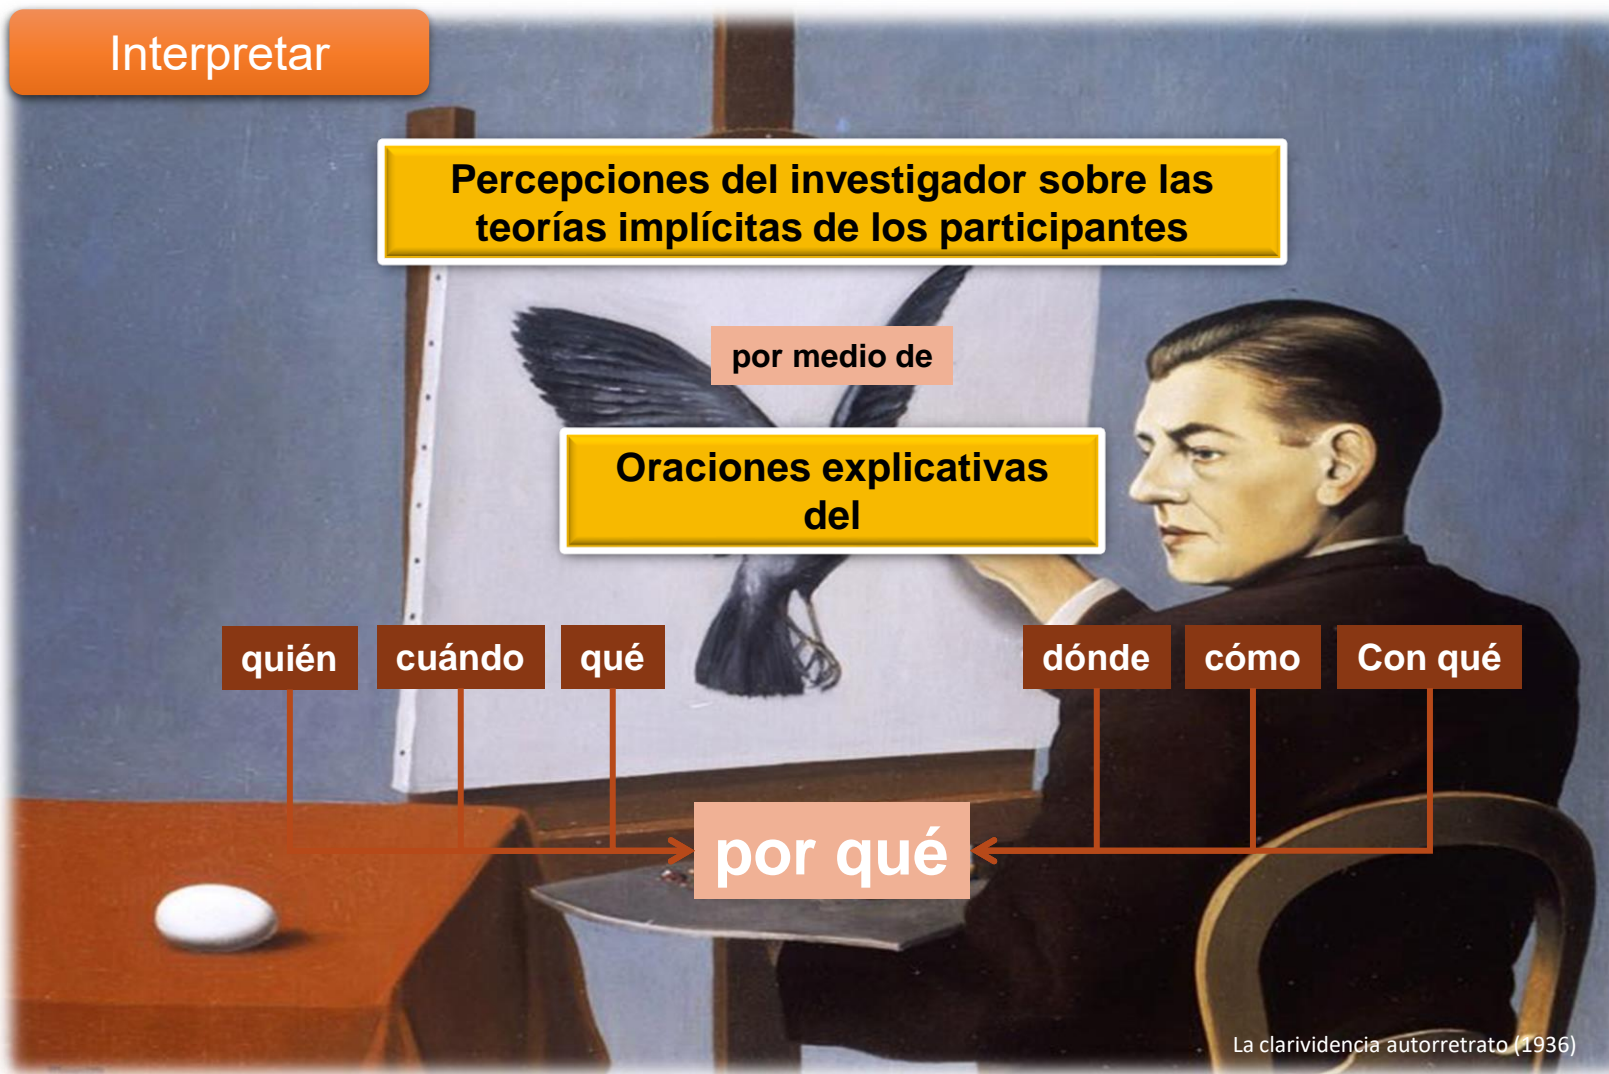 Interpretar
Percepciones del investigador sobre las
teorías implícitas de los participantes
por medio de
Oraciones explicativas
del
quién
cuándo
qué
dónde
cómo
Con qué
por qué
La clarividencia autorretrato (1936)